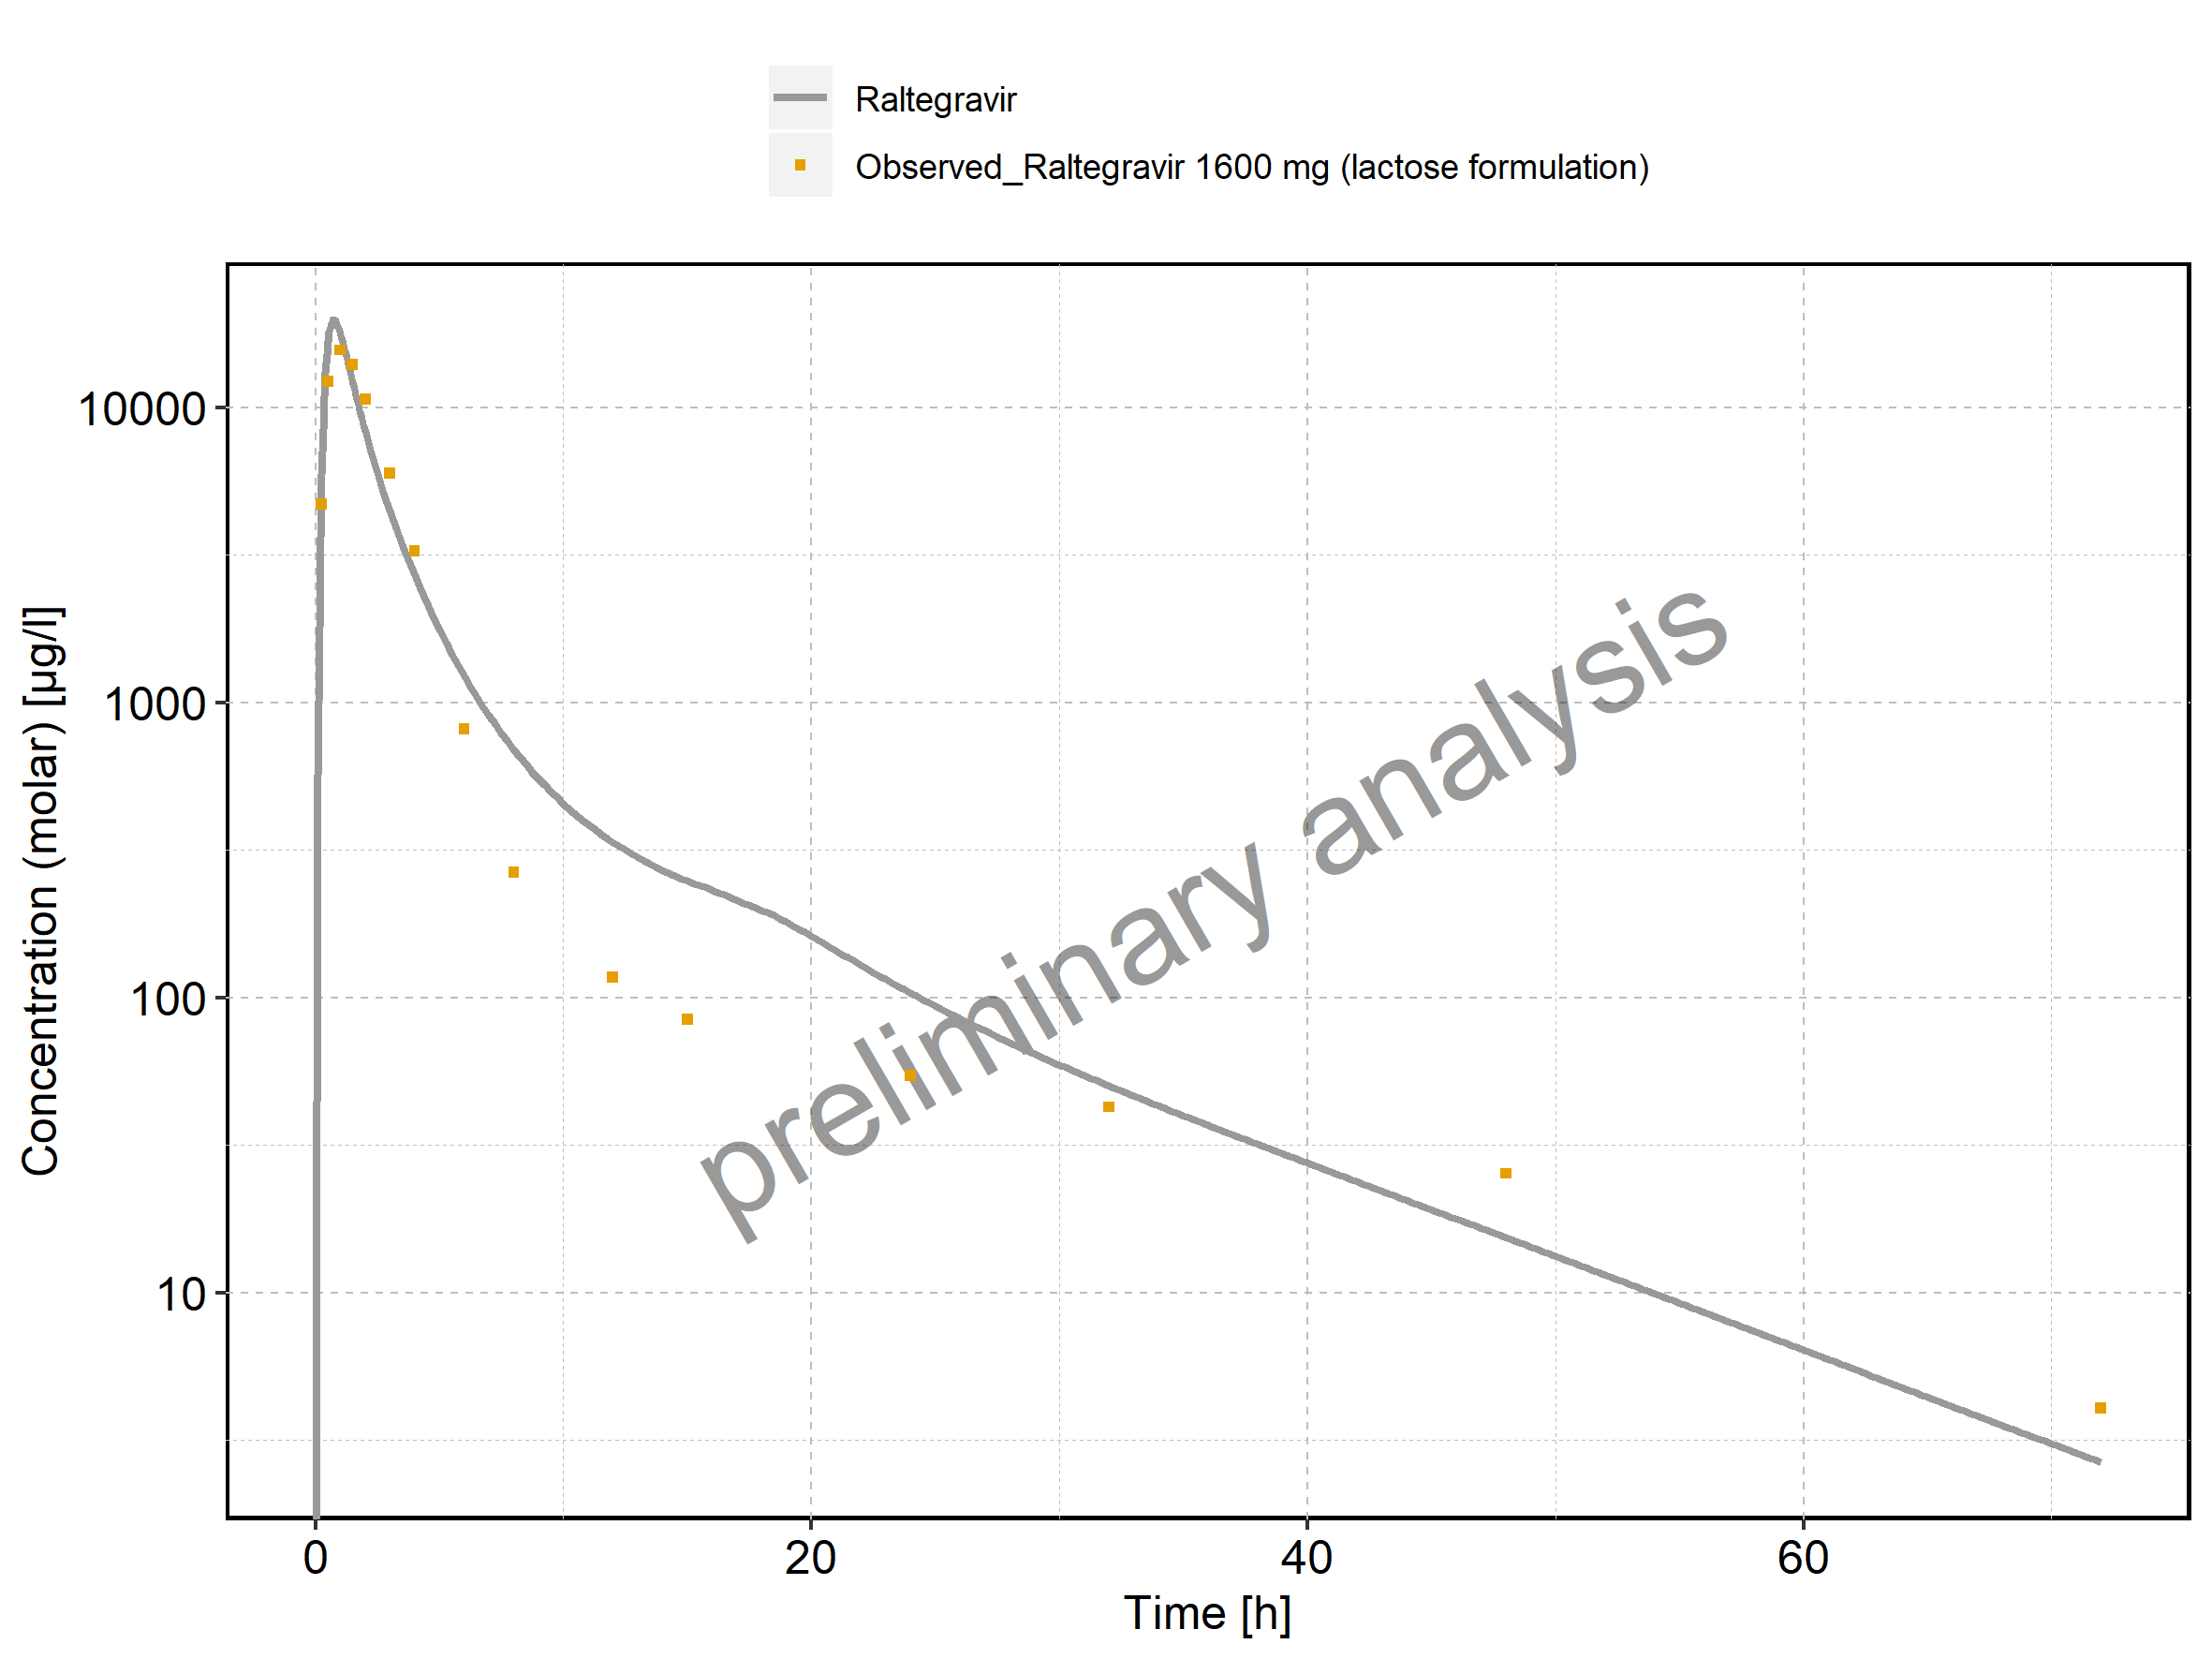 Raltegravir
Observed_Raltegravir 1600 mg (lactose formulation)
Concentration (molar) [µg/l]
10000
1000
100
10
preliminary analysis
0 20 40 60
Time [h]